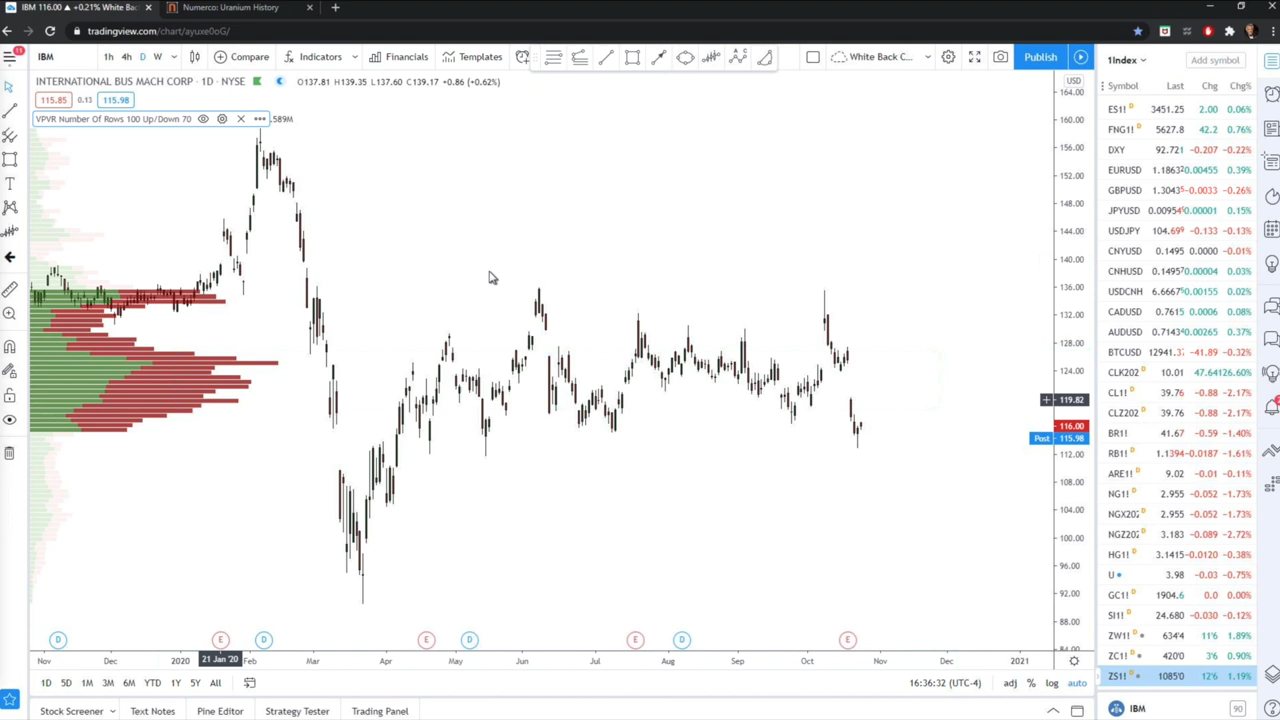 IBM 116.00 ▲ +0.21% White Back
Numerco: Uranium History
tradingview.com/chart/ayuxe0oG/
11
IBM 1h 4h D W Compare Indicators Financials Templates White Back C... Publish
1Index Add symbol
INTERNATIONAL BUS MACH CORP · 1D · NYSE O137.81 H139.35 L137.60 C139.17 +0.86 (+0.62%)
115.85 0.13 115.98
VPVR Number Of Rows 100 Up/Down 70 .589M
USD
164.00
160.00
156.00
152.00
148.00
144.00
140.00
136.00
132.00
128.00
124.00
119.82
116.00
Post 115.98
112.00
108.00
104.00
100.00
96.00
92.00
88.00
84.00
Symbol Last Chg Chg%
ES1! D 3451.25 2.00 0.06%
FNG1! D 5627.8 42.2 0.76%
DXY 92.721 -0.207 -0.22%
EURUSD 1.1863² 0.00455 0.39%
GBPUSD 1.3043⁵ -0.0033 -0.26%
JPYUSD 0.00954⁶ 0.00001 0.15%
USDJPY 104.69⁹ -0.133 -0.13%
CNYUSD 0.1495 0.0000 -0.01%
CNHUSD 0.1495⁷ 0.00004 0.03%
USDCNH 6.6667⁵ 0.00155 0.02%
CADUSD 0.7615 0.0006 0.08%
AUDUSD 0.7143⁴ 0.00265 0.37%
BTCUSD 12941.37 -41.89 -0.32%
CLK202 D 10.01 47.64126.60%
CL1! D 39.76 -0.88 -2.17%
CLZ202 D 39.76 -0.88 -2.17%
BR1! 41.67 -0.59 -1.40%
RB1! D 1.1394 -0.0187 -1.61%
ARE1! D 9.02 -0.01 -0.11%
NG1! D 2.955 -0.052 -1.73%
NGX202 D 2.955 -0.052 -1.73%
NGZ202 D 3.183 -0.089 -2.72%
HG1! D 3.1415 -0.0120 -0.38%
U 3.98 -0.03 -0.75%
GC1! D 1904.6 0.0 0.00%
SI1! D 24.680 -0.030 -0.12%
ZW1! D 634'4 11'6 1.89%
ZC1! D 420'0 3'6 0.90%
ZS1! D 1085'0 12'6 1.19%
IBM 90
D E D E D E D E
Nov Dec 2020 21 Jan '20 Feb Mar Apr May Jun Jul Aug Sep Oct Nov Dec 2021
1D 5D 1M 3M 6M YTD 1Y 5Y All 16:36:32 (UTC-4) adj % log auto
Stock Screener Text Notes Pine Editor Strategy Tester Trading Panel